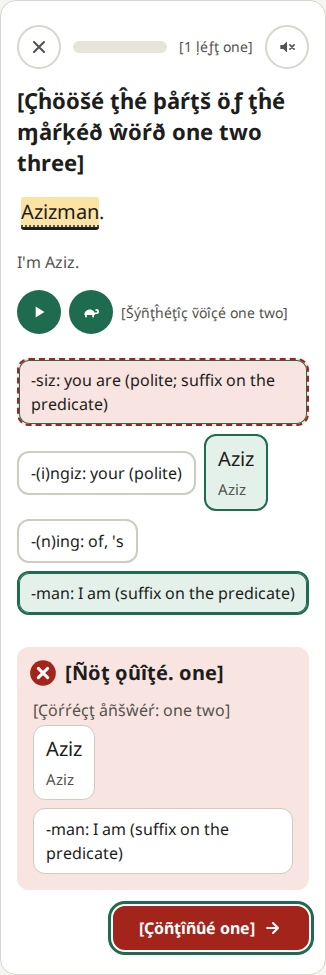 [1 ļéƒţ one]
[Çĥööšé ţĥé þåŕţš öƒ ţĥé
ɱåŕķéð ŵöŕð one two
three]
Azizman.
I'm Aziz.
[Šýñţĥéţîç ṽöîçé one two]
-siz: you are (polite; suffix on the
predicate)
-(i)ngiz: your (polite)
Aziz
Aziz
-(n)ing: of, 's
-man: I am (suffix on the predicate)
[Ñöţ ǫûîţé. one]
[Çöŕŕéçţ åñšŵéŕ: one two]
Aziz
Aziz
-man: I am (suffix on the
predicate)
[Çöñţîñûé one]